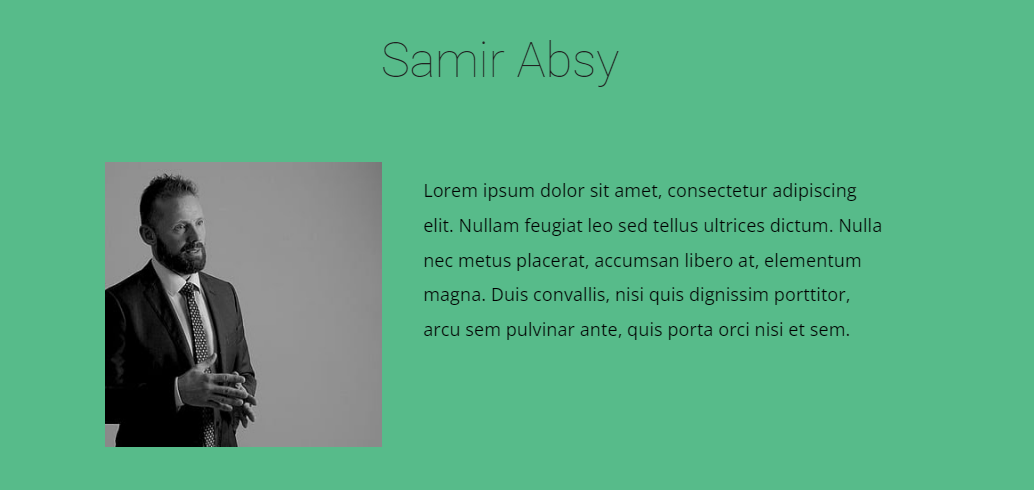 Samir Absy
Lorem ipsum dolor sit amet, consectetur adipiscing
elit. Nullam feugiat leo sed tellus ultrices dictum. Nulla
nec metus placerat, accumsan libero at, elementum
magna. Duis convallis, nisi quis dignissim porttitor,
arcu sem pulvinar ante, quis porta orci nisi et sem.